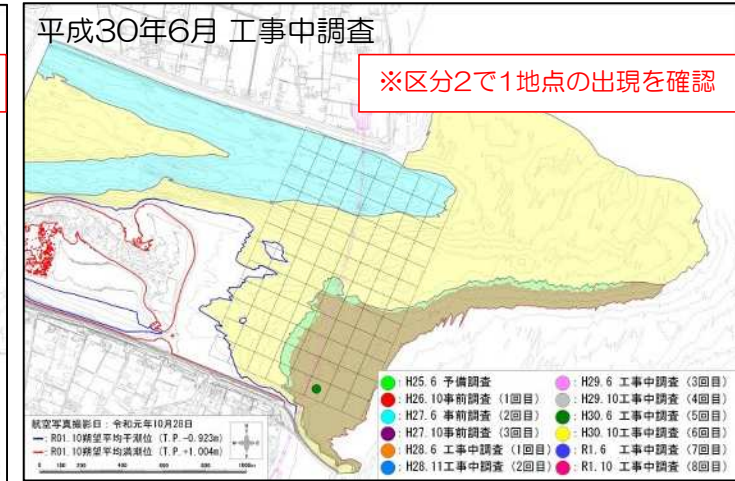 平成30年6月 工事中調査
※区分2で1地点の出現を確認
: H25.6 予備調査
: H26.10事前調査 (1回目)
: H27.6 事前調査 (2回目)
: H27.10事前調査 (3回目)
: H28.6 工事中調査 (1回目)
: H28.11工事中調査 (2回目)
: H29.6 工事中調査 (3回目)
: H29.10工事中調査 (4回目)
: H30.6 工事中調査 (5回目)
: H30.10工事中調査 (6回目)
: R1.6 工事中調査 (7回目)
: R1.10 工事中調査 (8回目)
航空写真撮影日：令和元年10月28日
: R01.10朔望平均干潮位 (T.P.-0.923m)
: R01.10朔望平均満潮位 (T.P.+1.004m)
0 100 200 400 600 800 1000m